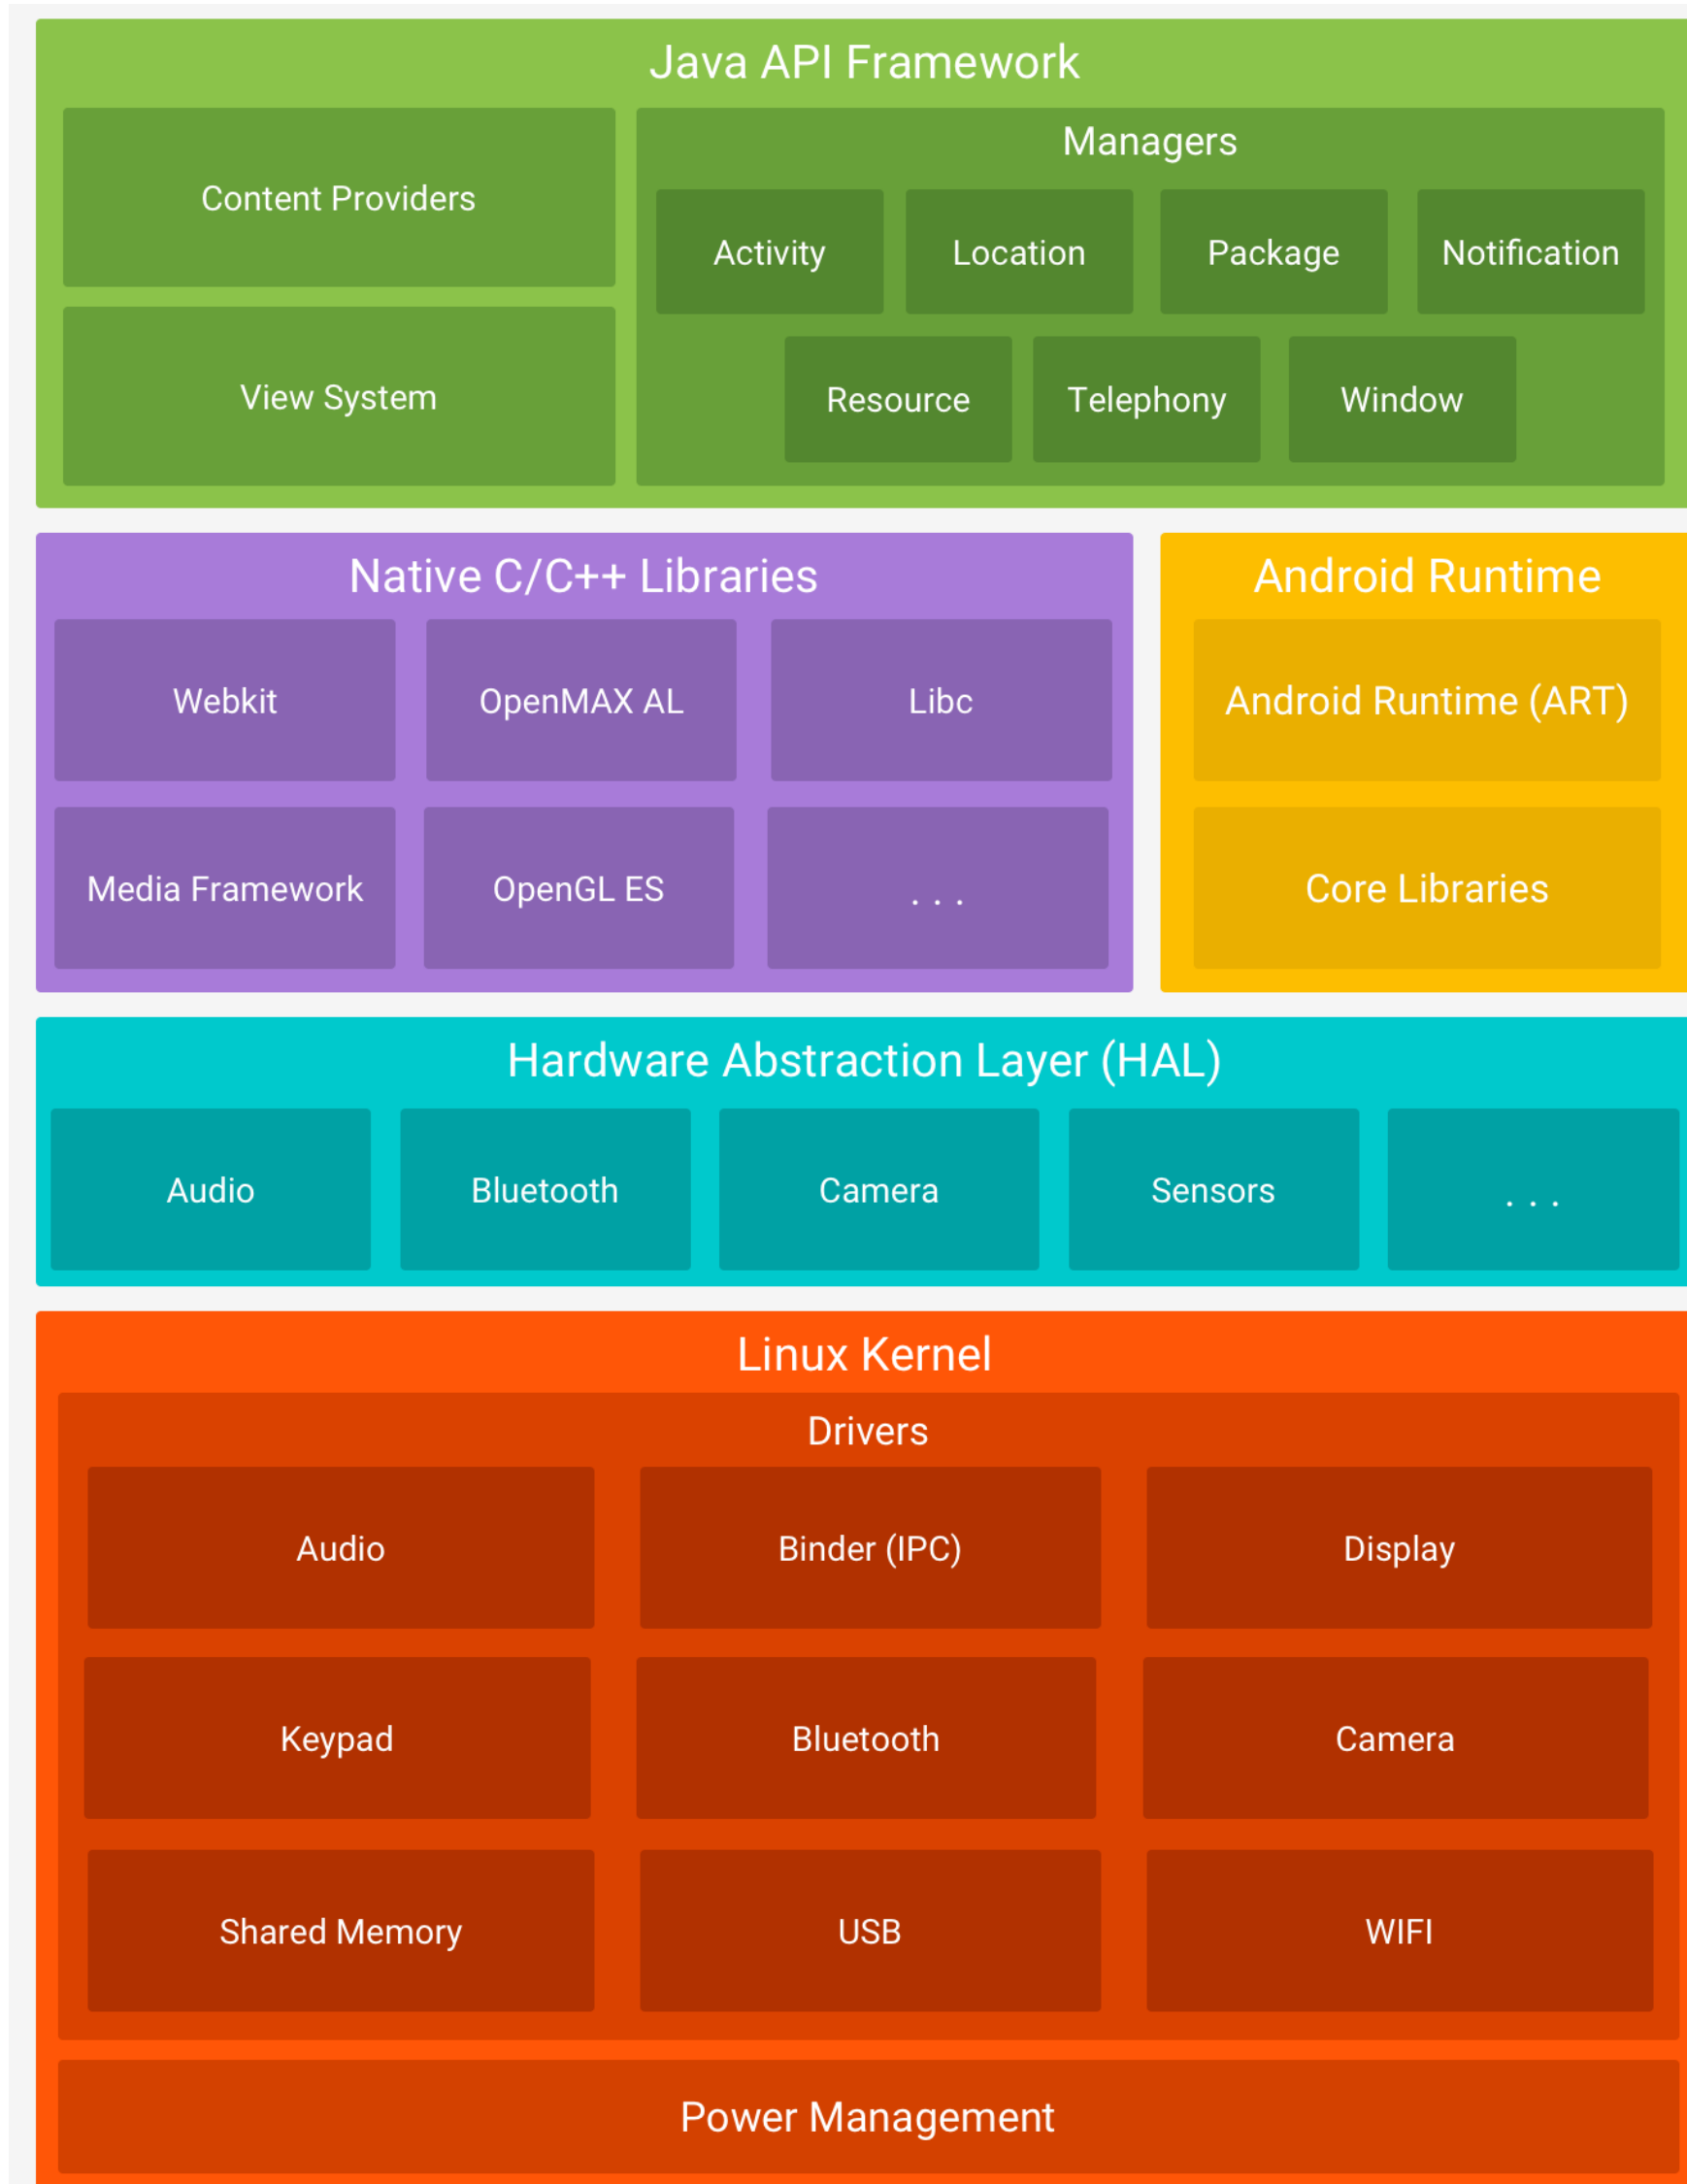 Java API Framework
Content Providers
View System
Managers
Activity
Location
Package
Notification
Resource
Telephony
Window
Native C/C++ Libraries
Webkit
OpenMAX AL
Libc
Media Framework
OpenGL ES
. . .
Android Runtime
Android Runtime (ART)
Core Libraries
Hardware Abstraction Layer (HAL)
Audio
Bluetooth
Camera
Sensors
. . .
Linux Kernel
Drivers
Audio
Binder (IPC)
Display
Keypad
Bluetooth
Camera
Shared Memory
USB
WIFI
Power Management